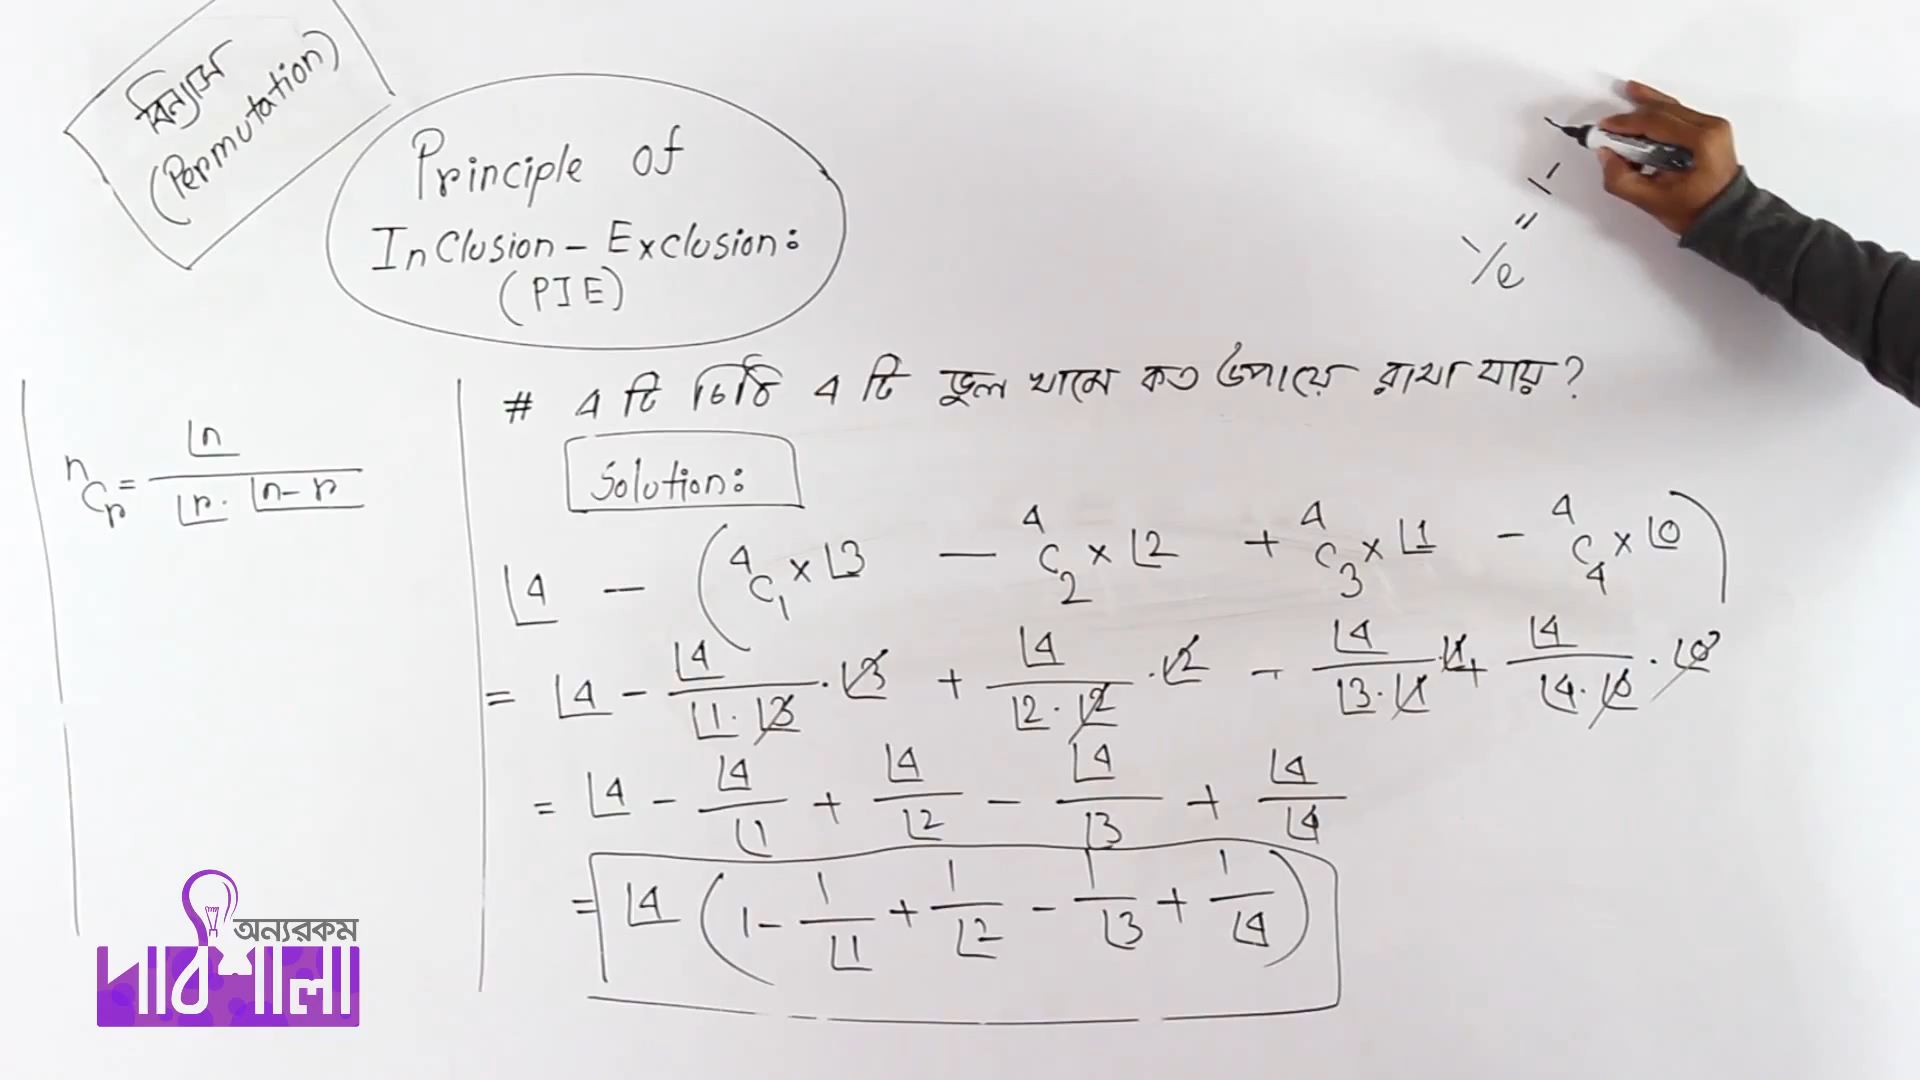 বিন্যাস
(Permutation)
Principle of
Inclusion - Exclusion:
(PIE)
1/e
# 4 টি চিঠি 4 টি ভুল খামে কত উপায়ে রাখা যায়?
Solution:
ⁿCᵣ = ∟n / (∟r · ∟n-r)
∟4 — (⁴C₁ × ∟3 — ⁴C₂ × ∟2 + ⁴C₃ × ∟1 - ⁴C₄ × ∟0)
= ∟4 - ∟4/(∟1 · ∟3) · ∟3 + ∟4/(∟2 · ∟2) · ∟2 - ∟4/(∟3 · ∟1) · ∟1 + ∟4/(∟4 · ∟0) · ∟0
= ∟4 - ∟4/∟1 + ∟4/∟2 - ∟4/∟3 + ∟4/∟4
= ∟4 (1 - 1/∟1 + 1/∟2 - 1/∟3 + 1/∟4)
অন্যরকম
পাঠশালা